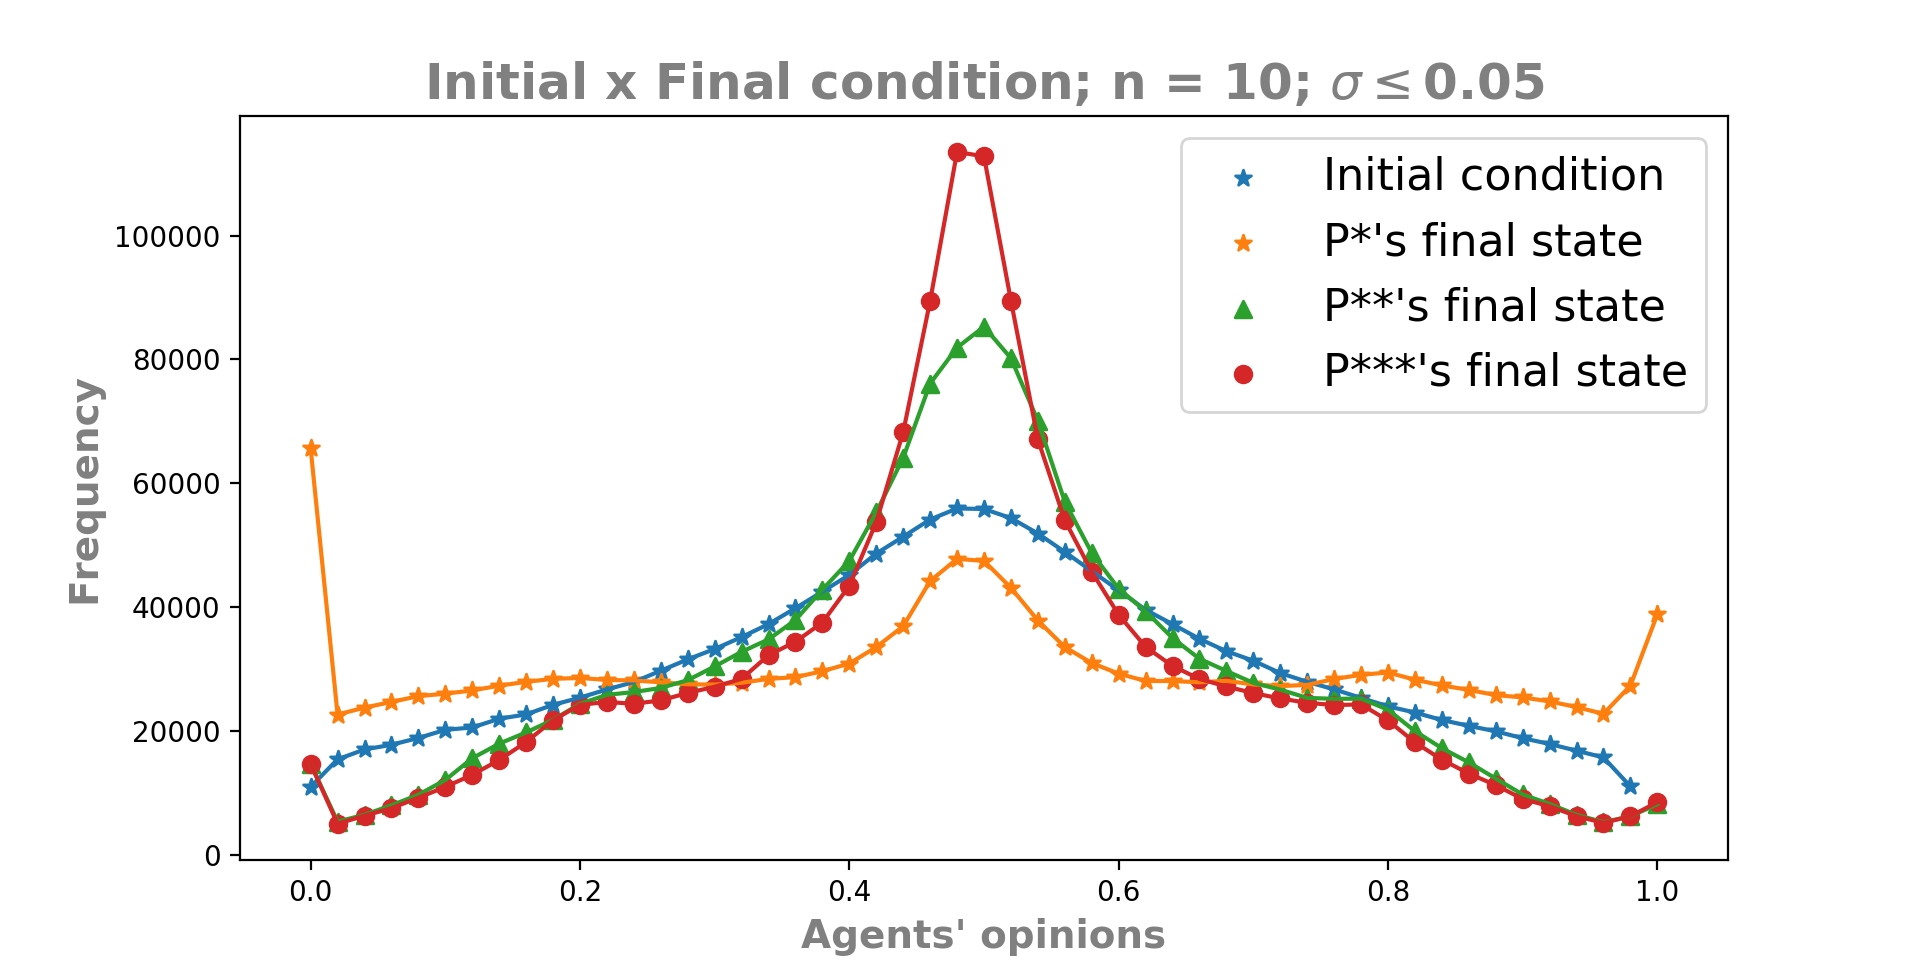 Initial x Final condition; n = 10; σ ≤ 0.05
Initial condition
P*'s final state
P**'s final state
P***'s final state
Frequency
100000
80000
60000
40000
20000
0
0.0 0.2 0.4 0.6 0.8 1.0
Agents' opinions